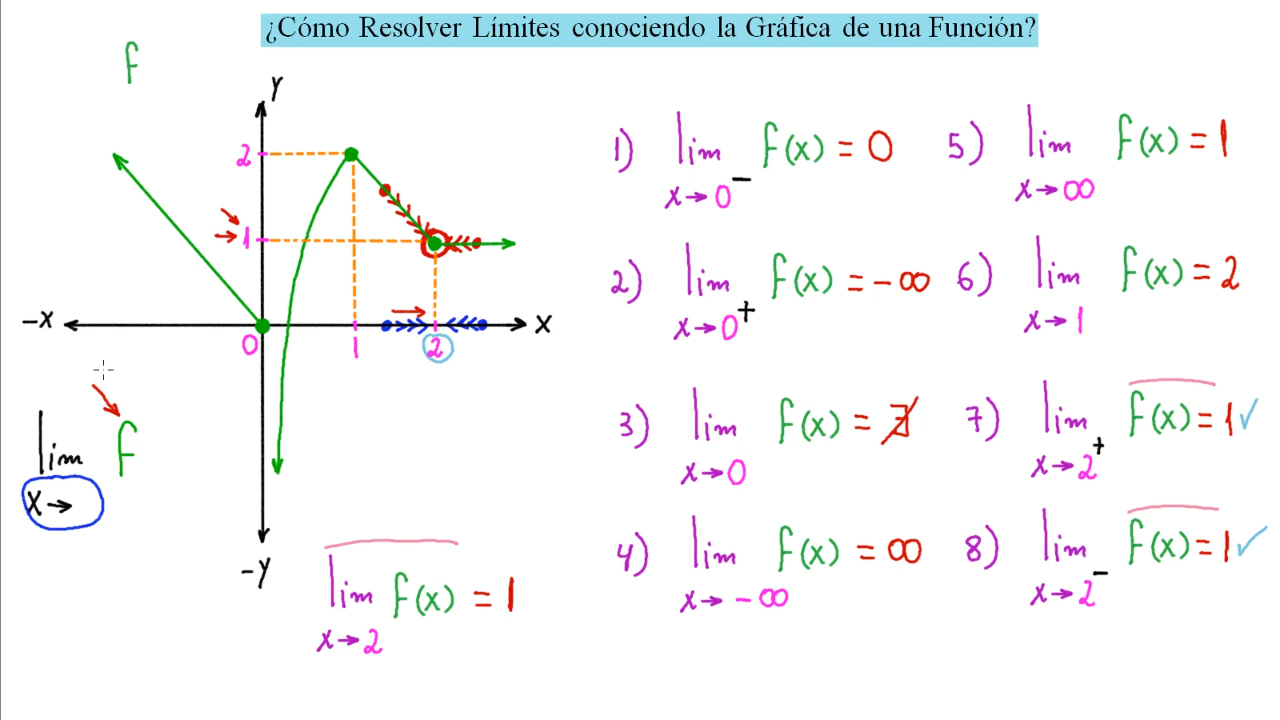 ¿Cómo Resolver Límites conociendo la Gráfica de una Función?
f
Y
2
1
-X
X
0
1
2
-Y
lim f
x→
lim f(x) = 1
x→2
1) lim f(x) = 0
x→0⁻
2) lim f(x) = -∞
x→0⁺
3) lim f(x) = ∄
x→0
4) lim f(x) = ∞
x→-∞
5) lim f(x) = 1
x→∞
6) lim f(x) = 2
x→1
7) lim f(x) = 1 ✓
x→2⁺
8) lim f(x) = 1 ✓
x→2⁻